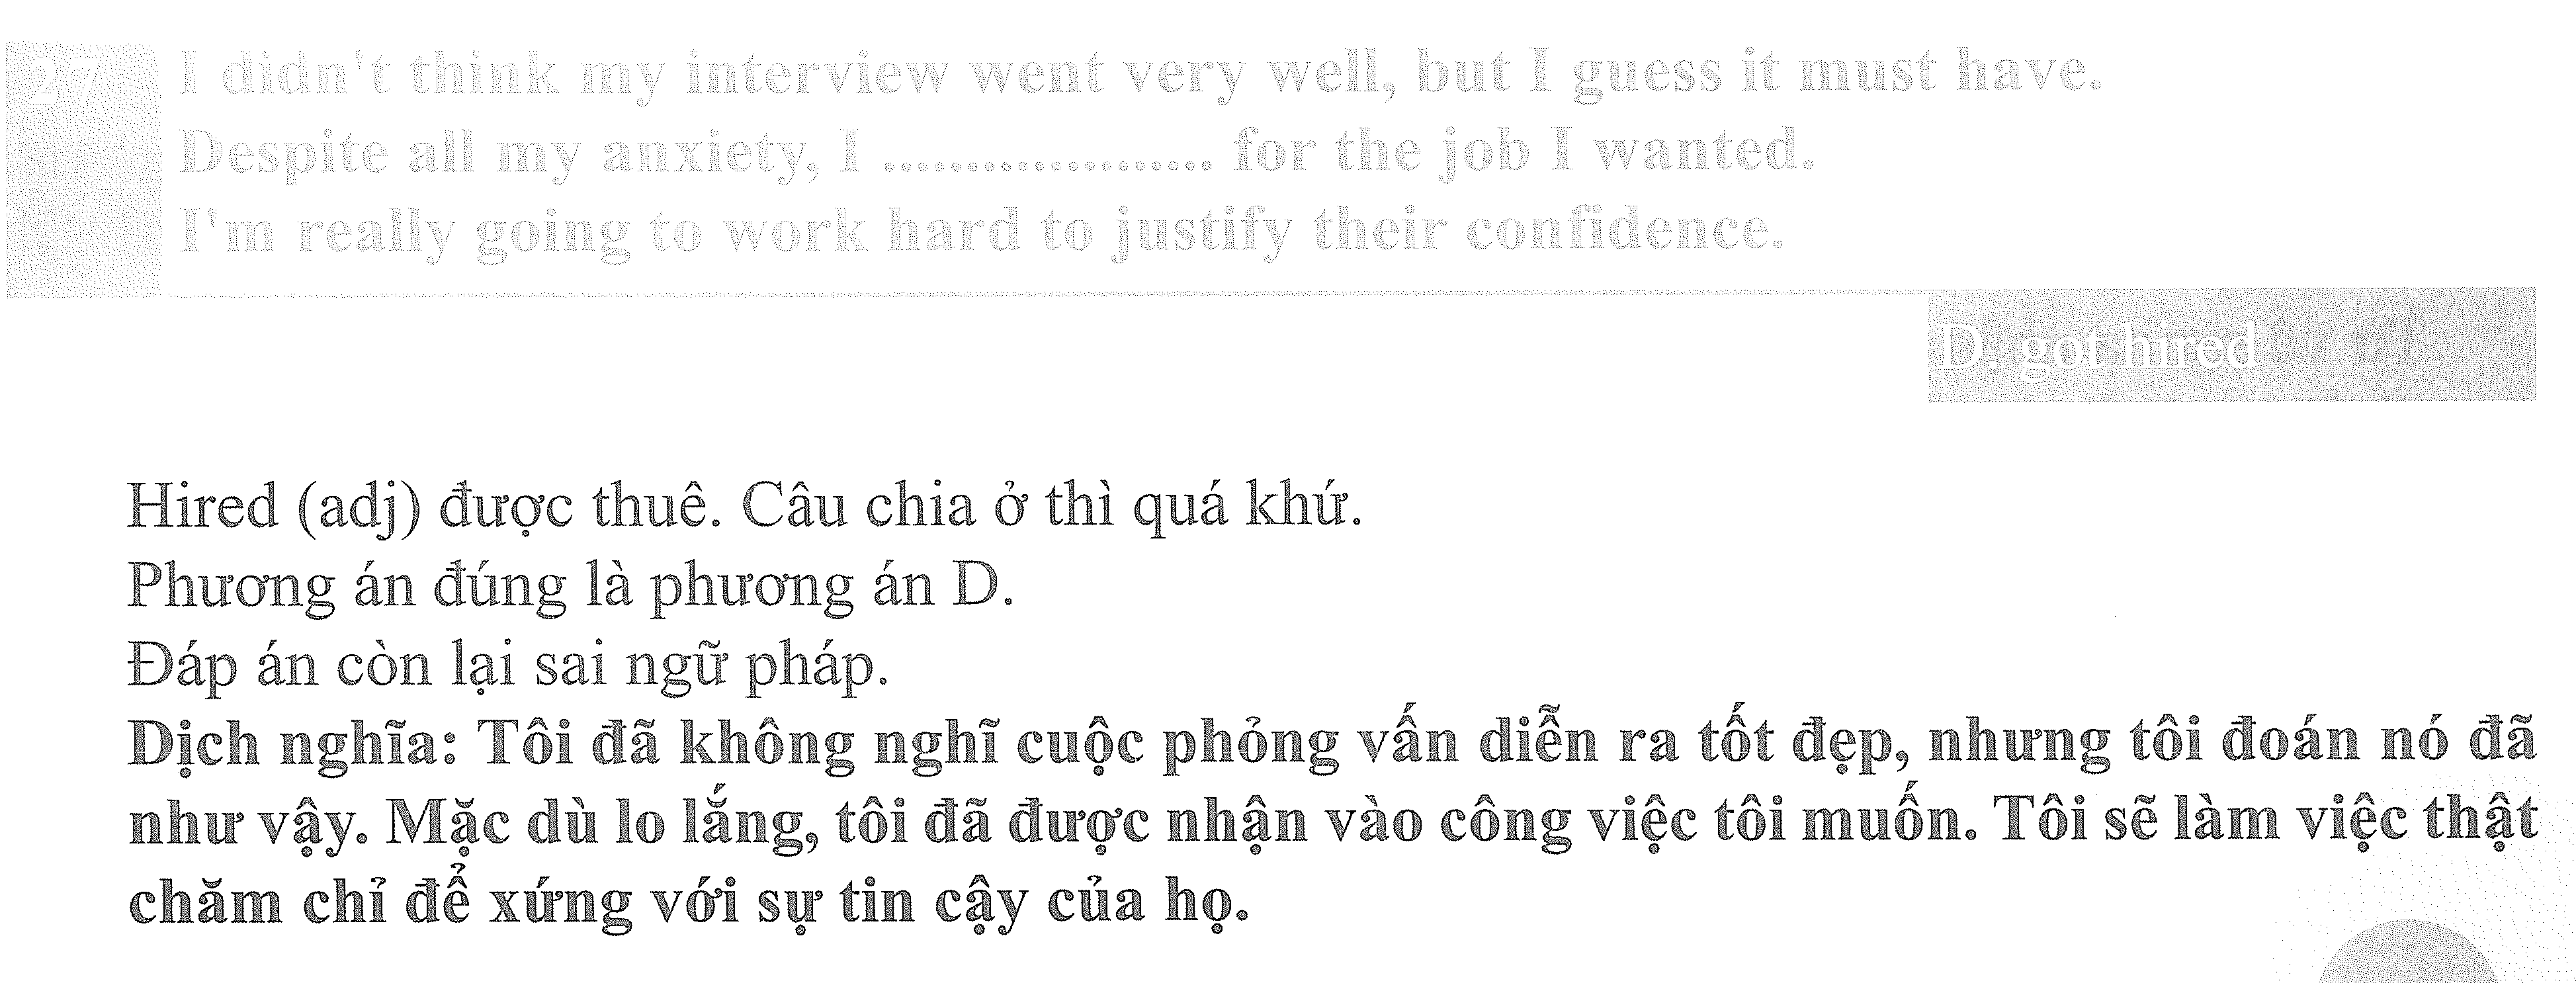 27 I didn't think my interview went very well, but I guess it must have.
Despite all my anxiety, I .................... for the job I wanted.
I'm really going to work hard to justify their confidence.
D. got hired
Hired (adj) được thuê. Câu chia ở thì quá khứ.
Phương án đúng là phương án D.
Đáp án còn lại sai ngữ pháp.
Dịch nghĩa: Tôi đã không nghĩ cuộc phỏng vấn diễn ra tốt đẹp, nhưng tôi đoán nó đã
như vậy. Mặc dù lo lắng, tôi đã được nhận vào công việc tôi muốn. Tôi sẽ làm việc thật
chăm chỉ để xứng với sự tin cậy của họ.